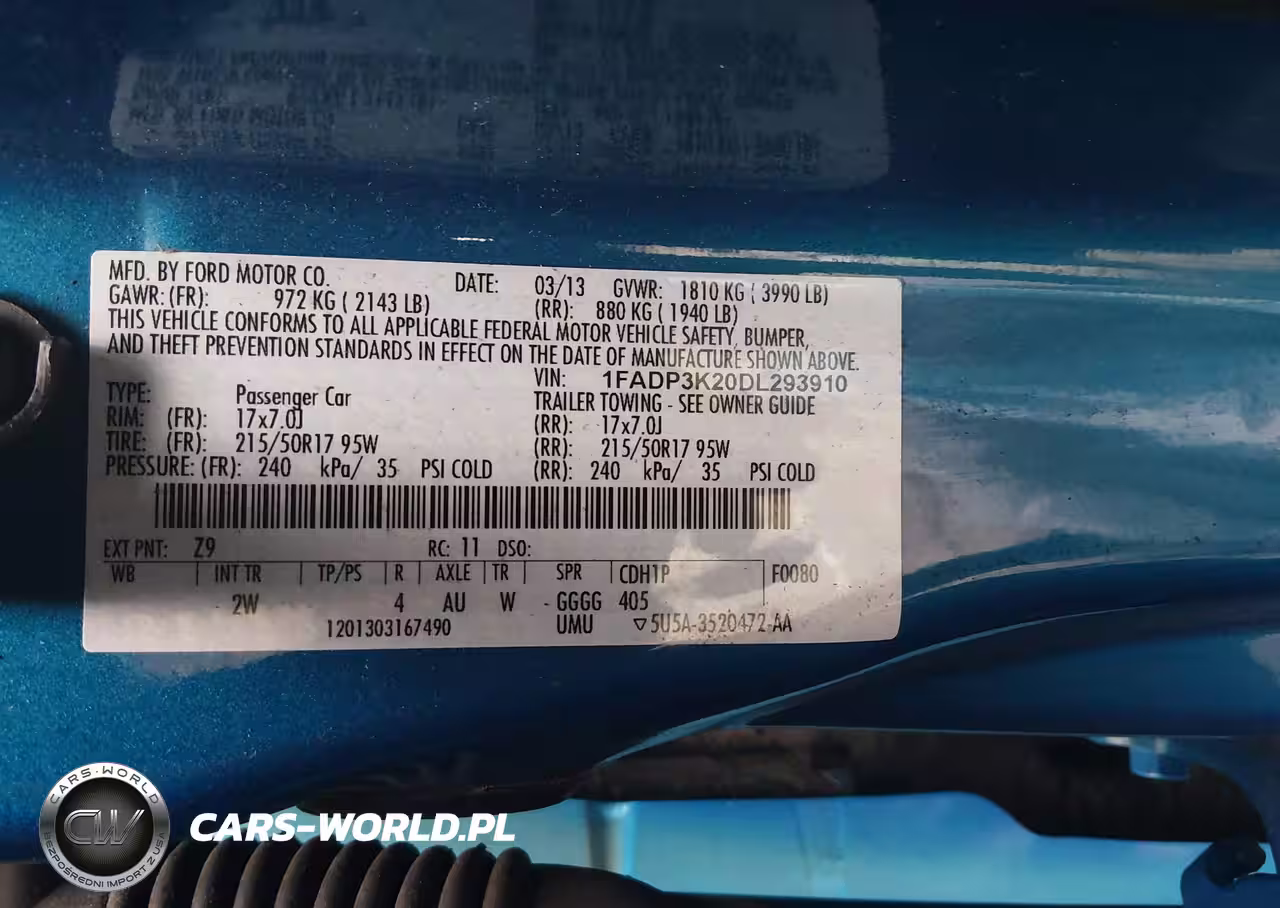 MFD. BY FORD MOTOR CO. DATE: 03/13 GVWR: 1810 KG ( 3990 LB)
GAWR: (FR): 972 KG ( 2143 LB) (RR): 880 KG ( 1940 LB)
THIS VEHICLE CONFORMS TO ALL APPLICABLE FEDERAL MOTOR VEHICLE SAFETY, BUMPER,
AND THEFT PREVENTION STANDARDS IN EFFECT ON THE DATE OF MANUFACTURE SHOWN ABOVE.
VIN: 1FADP3K20DL293910
TYPE: Passenger Car TRAILER TOWING - SEE OWNER GUIDE
RIM: (FR): 17x7.0J (RR): 17x7.0J
TIRE: (FR): 215/50R17 95W (RR): 215/50R17 95W
PRESSURE: (FR): 240 kPa/ 35 PSI COLD (RR): 240 kPa/ 35 PSI COLD
EXT PNT: Z9 RC: 11 DSO:
WB INT TR TP/PS R AXLE TR SPR CDH1P F0080
2W 4 AU W - GGGG 405
1201303167490 UMU ▽5U5A-3520472-AA
CARS-WORLD
CW
BEZPOŚREDNI IMPORT Z USA
CARS-WORLD.PL